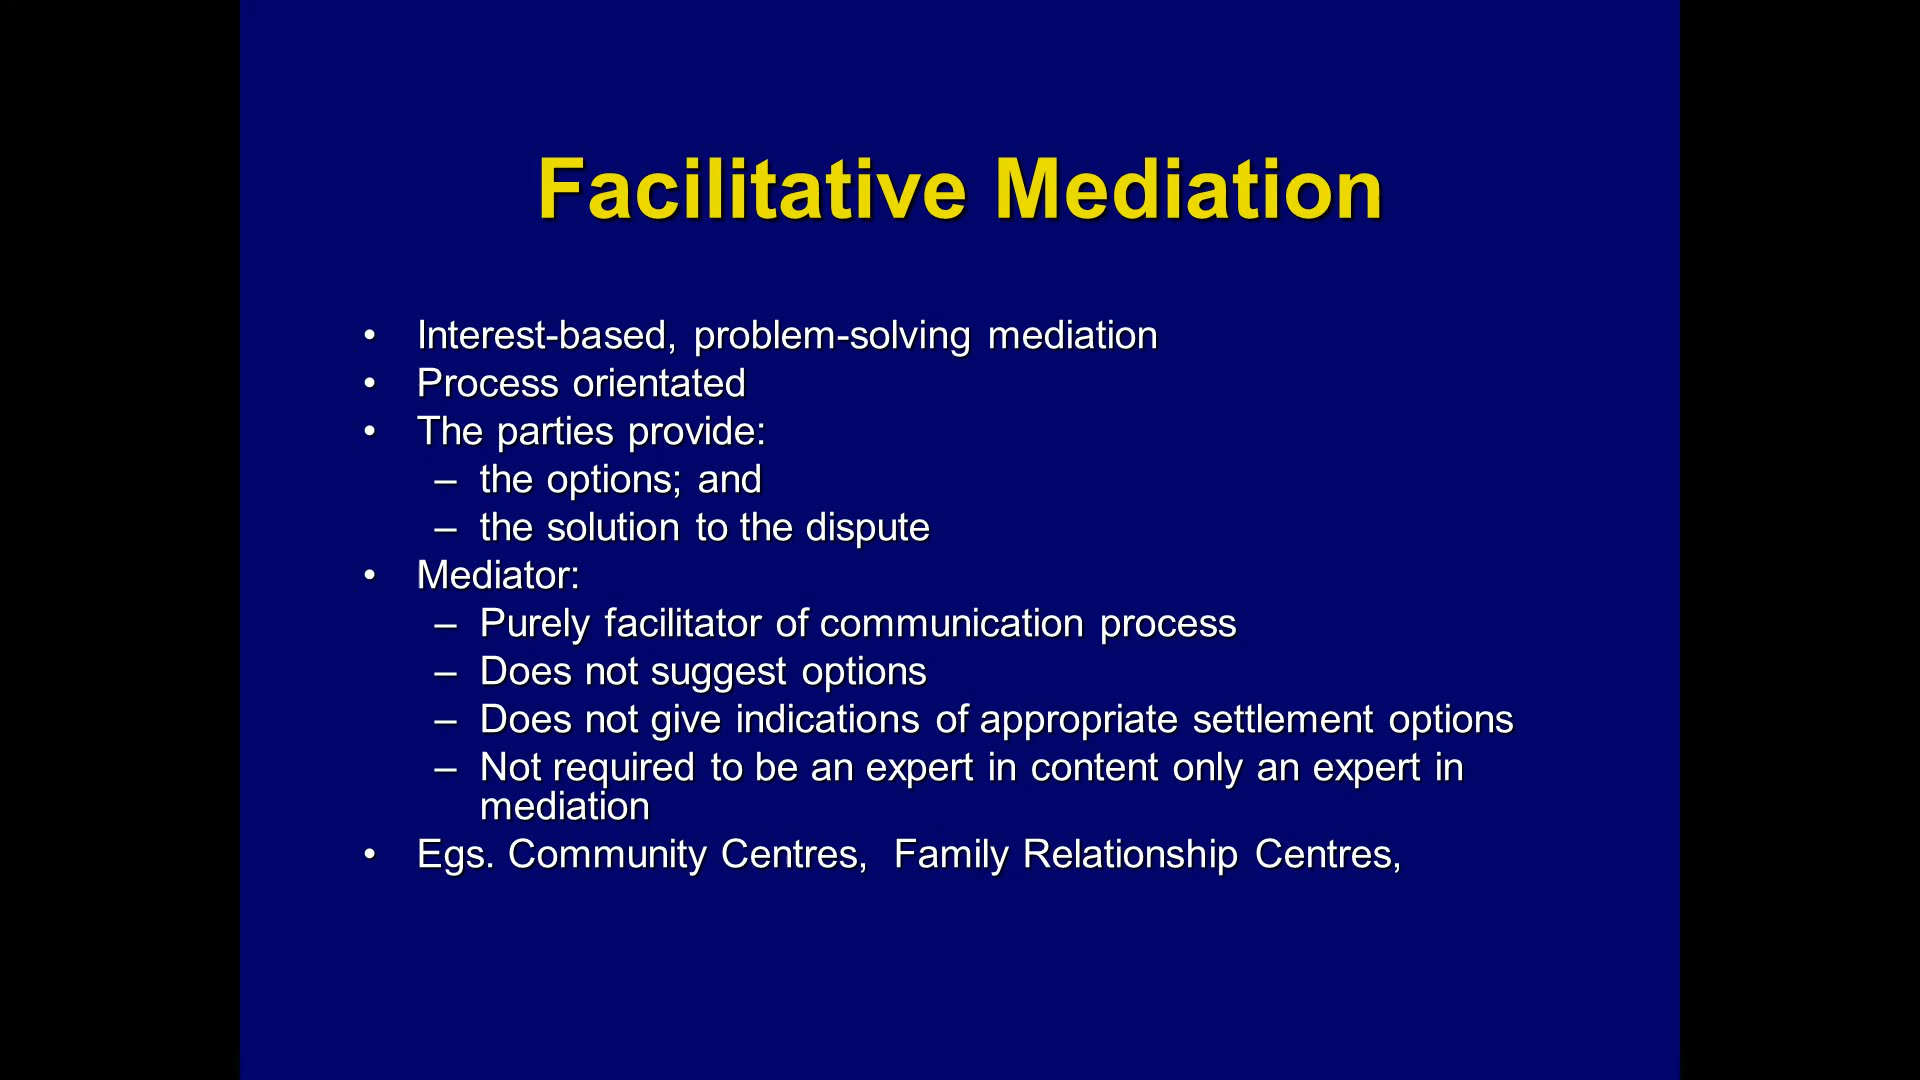 Facilitative Mediation
• Interest-based, problem-solving mediation
• Process orientated
• The parties provide:
– the options; and
– the solution to the dispute
• Mediator:
– Purely facilitator of communication process
– Does not suggest options
– Does not give indications of appropriate settlement options
– Not required to be an expert in content only an expert in
mediation
• Egs. Community Centres, Family Relationship Centres,